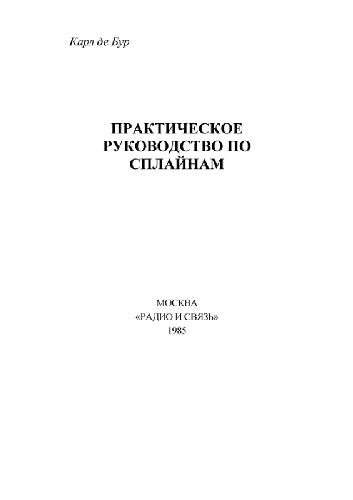 Карл де Бур
ПРАКТИЧЕСКОЕ
РУКОВОДСТВО ПО
СПЛАЙНАМ
МОСКВА
«РАДИО И СВЯЗЬ»
1985